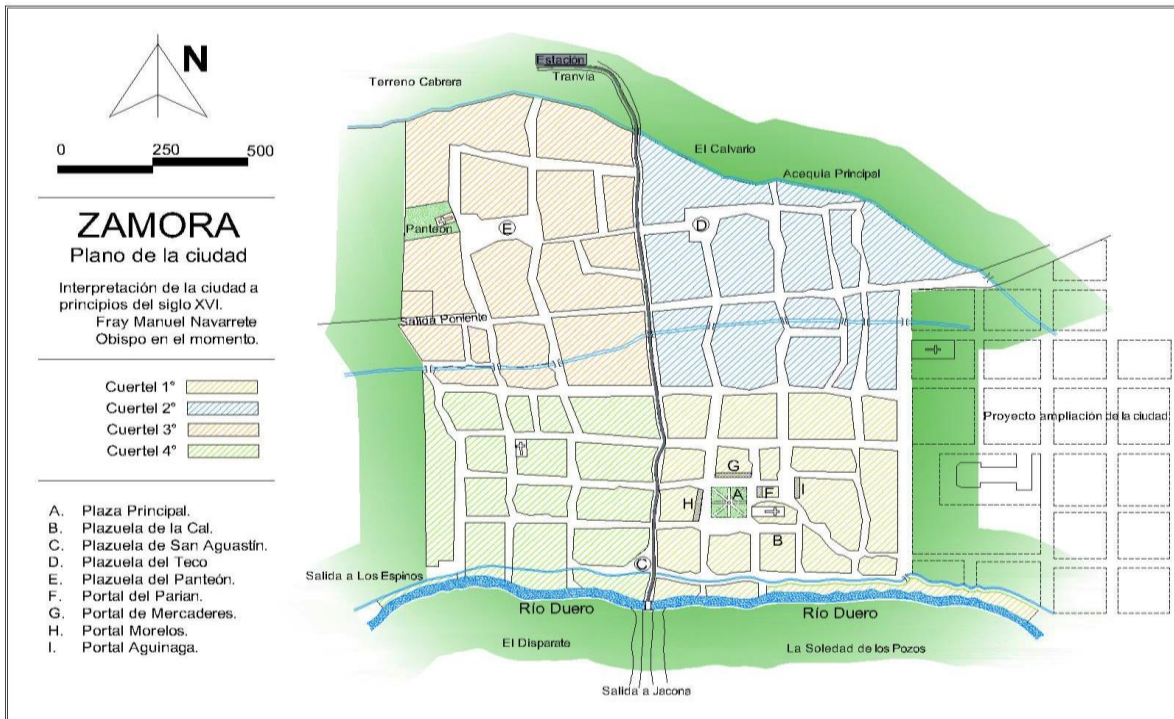 N
0 250 500
ZAMORA
Plano de la ciudad
Interpretación de la ciudad a
principios del siglo XVI.
Fray Manuel Navarrete
Obispo en el momento.
Cuertel 1°
Cuertel 2°
Cuertel 3°
Cuertel 4°
A. Plaza Principal.
B. Plazuela de la Cal.
C. Plazuela de San Aguastín.
D. Plazuela del Teco
E. Plazuela del Panteón.
F. Portal del Parian.
G. Portal de Mercaderes.
H. Portal Morelos.
I. Portal Aguinaga.
Estación
Tranvia
Terreno Cabrera
El Calvario
Acequia Principal
Panteón
E
D
Salida Poniente
Proyecto ampliación de la ciudad
G
A
F
I
H
B
C
Salida a Los Espinos
Río Duero
Río Duero
El Disparate
La Soledad de los Pozos
Salida a Jacona